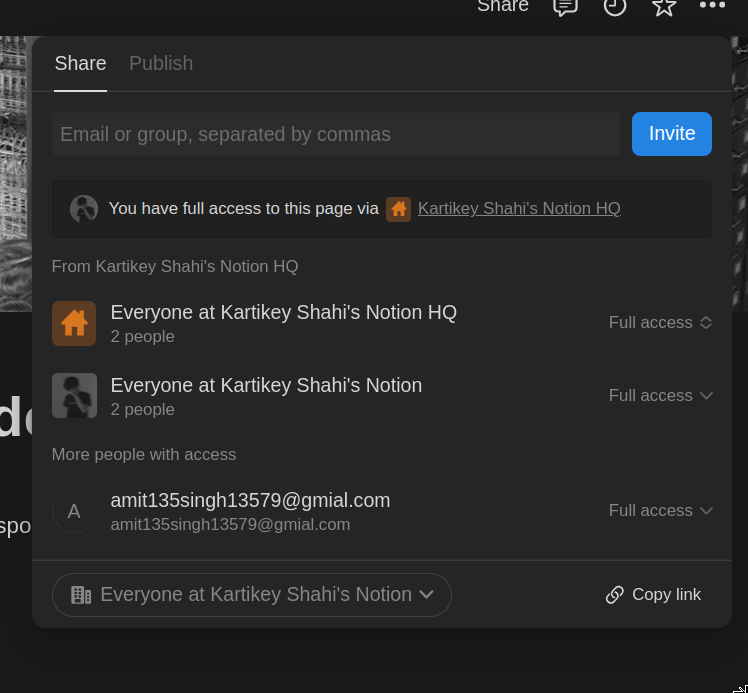 Share
Share Publish
Email or group, separated by commas Invite
You have full access to this page via Kartikey Shahi's Notion HQ
From Kartikey Shahi's Notion HQ
Everyone at Kartikey Shahi's Notion HQ
2 people
Full access
Everyone at Kartikey Shahi's Notion
2 people
Full access
More people with access
A
amit135singh13579@gmial.com
amit135singh13579@gmial.com
Full access
spo
Everyone at Kartikey Shahi's Notion
Copy link